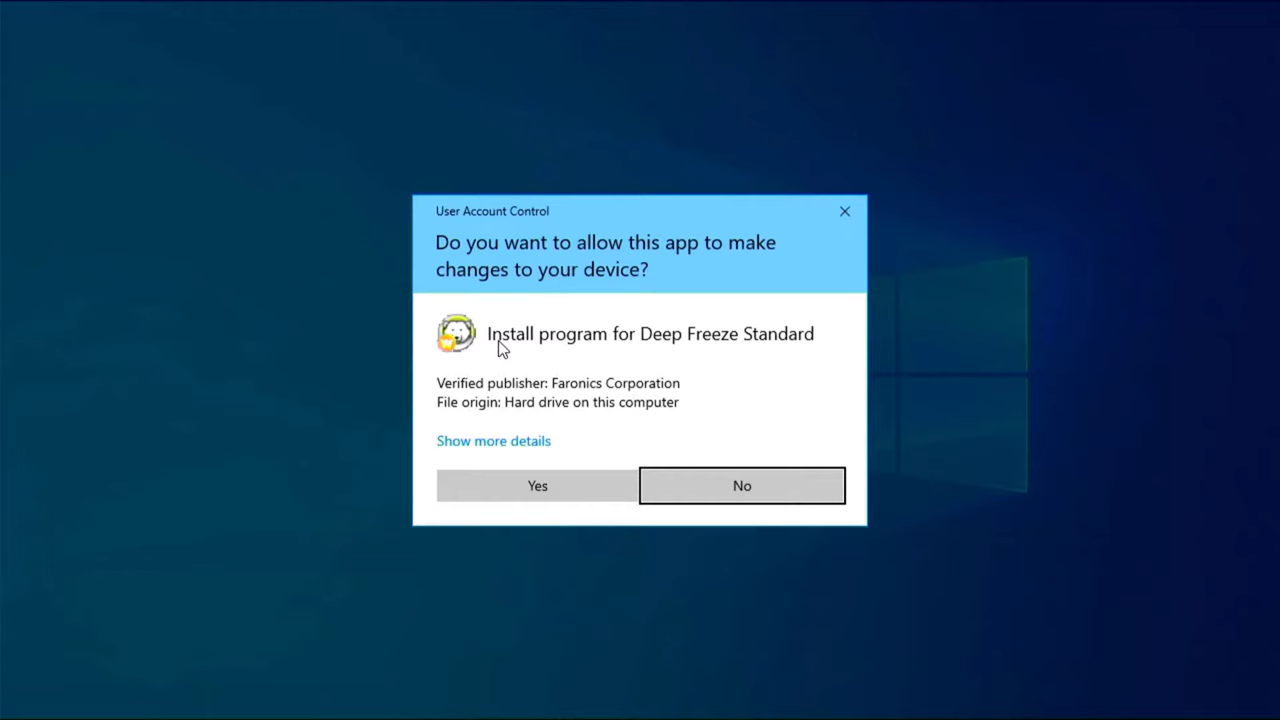 User Account Control
Do you want to allow this app to make
changes to your device?
Install program for Deep Freeze Standard
Verified publisher: Faronics Corporation
File origin: Hard drive on this computer
Show more details
Yes
No